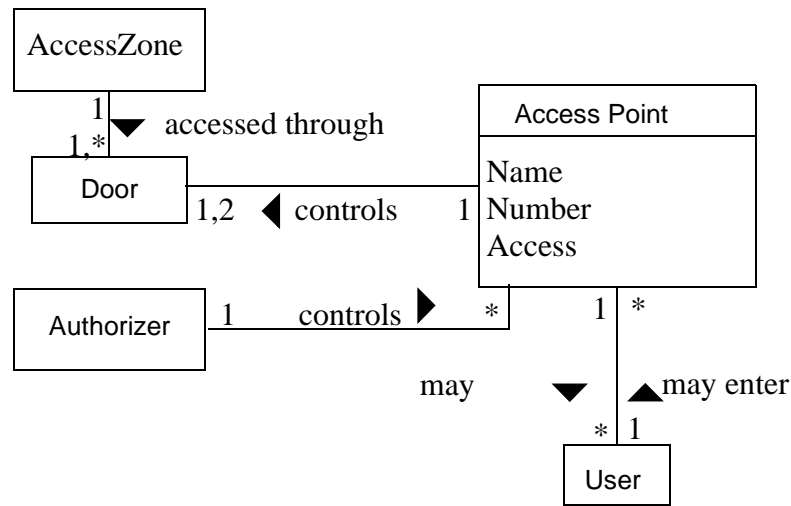 AccessZone
1
accessed through
1,*
Door
Access Point
Name
Number
Access
1,2 controls 1
Authorizer
1 controls *
1 *
may may enter
* 1
User